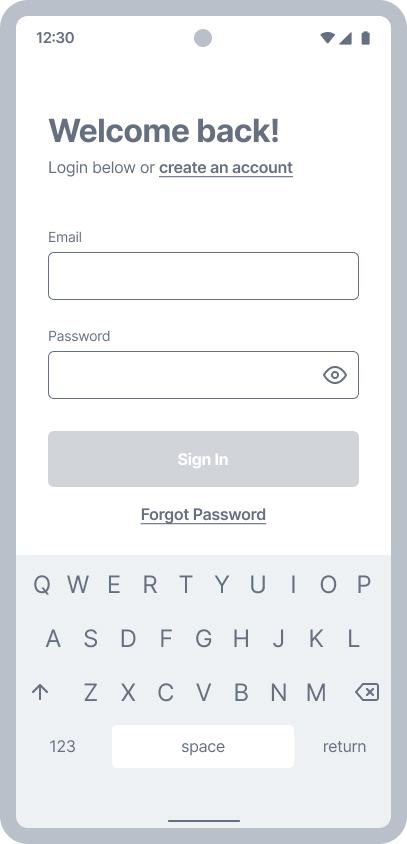 12:30
Welcome back!
Login below or create an account
Email
Password
Sign In
Forgot Password
Q W E R T Y U I O P
A S D F G H J K L
Z X C V B N M
123 space return